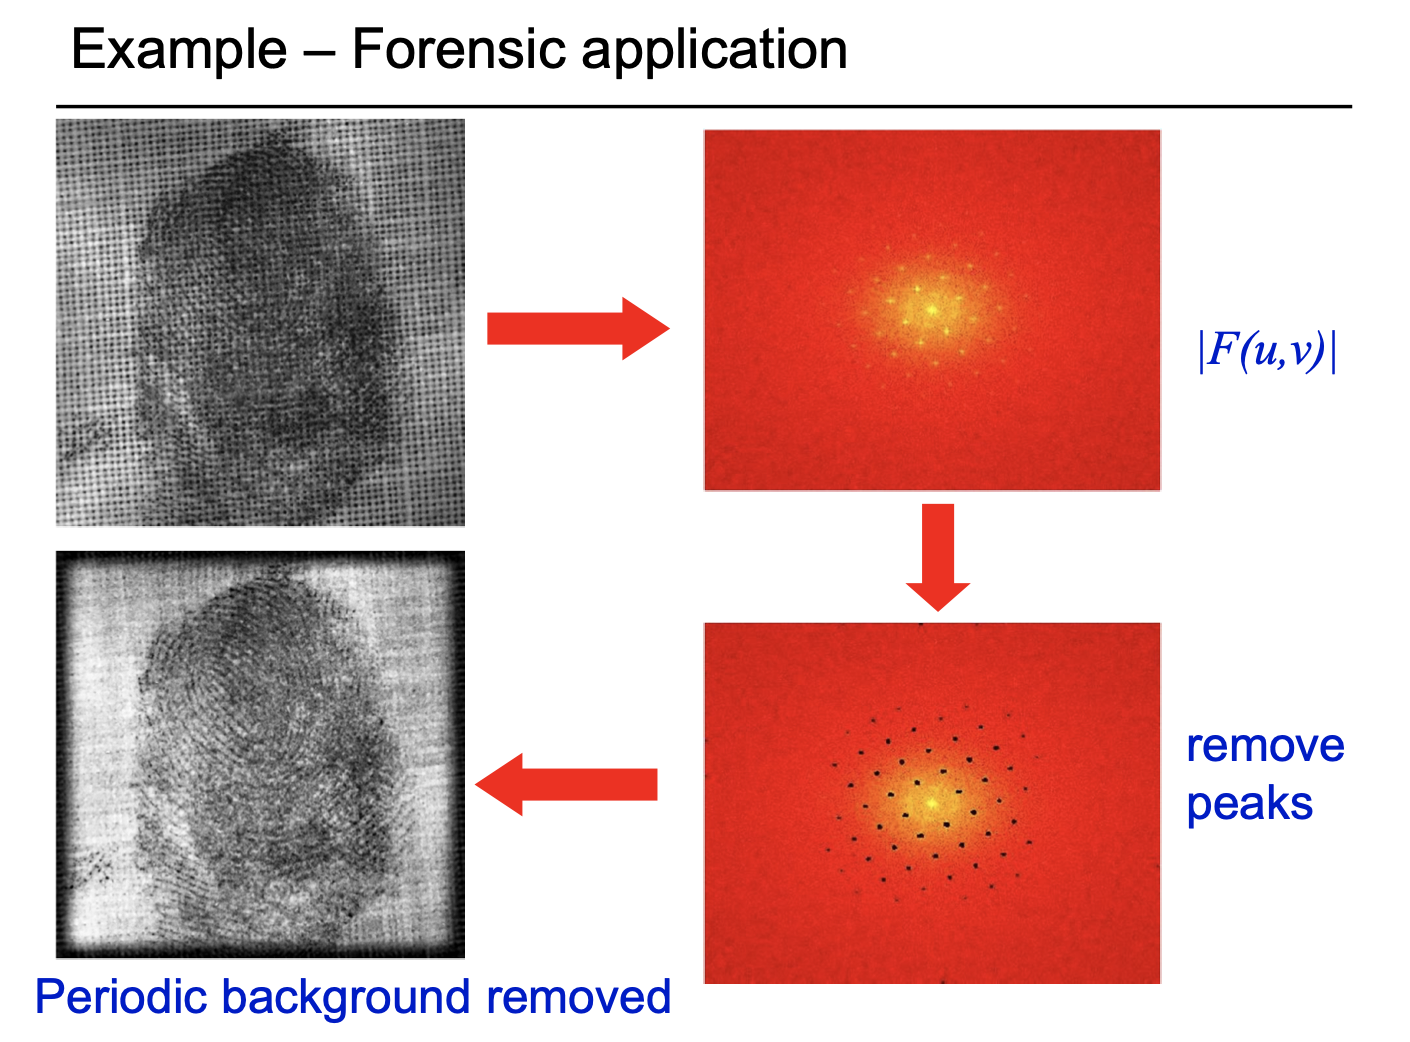 Example – Forensic application
|F(u,v)|
remove
peaks
Periodic background removed